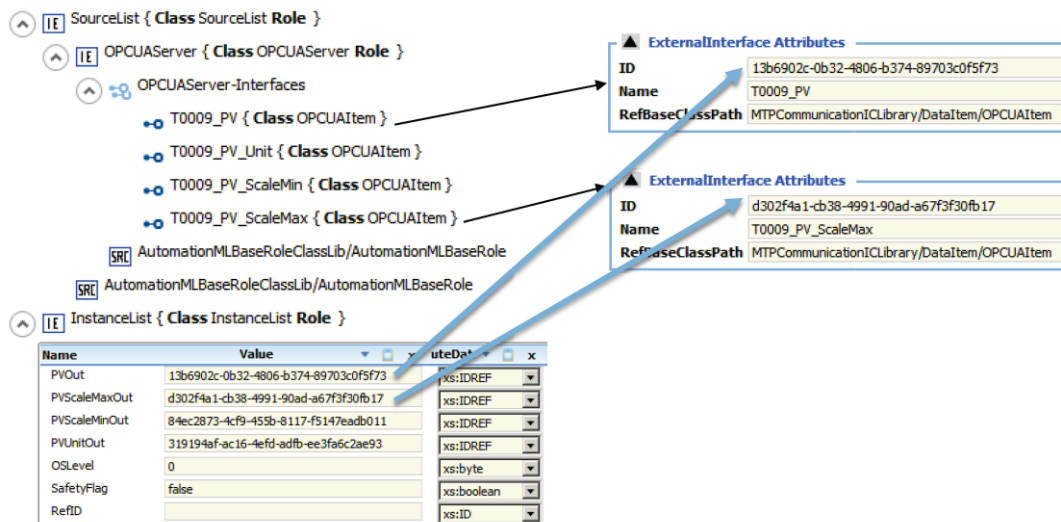 IE SourceList { Class SourceList Role }
IE OPCUAServer { Class OPCUAServer Role }
OPCUAServer-Interfaces
T0009_PV { Class OPCUAItem }
T0009_PV_Unit { Class OPCUAItem }
T0009_PV_ScaleMin { Class OPCUAItem }
T0009_PV_ScaleMax { Class OPCUAItem }
SRC AutomationMLBaseRoleClassLib/AutomationMLBaseRole
SRC AutomationMLBaseRoleClassLib/AutomationMLBaseRole
IE InstanceList { Class InstanceList Role }
ExternalInterface Attributes
ID 13b6902c-0b32-4806-b374-89703c0f5f73
Name T0009_PV
RefBaseClassPath MTPCommunicationICLibrary/DataItem/OPCUAItem
ExternalInterface Attributes
ID d302f4a1-cb38-4991-90ad-a67f3f30fb17
Name T0009_PV_ScaleMax
RefBaseClassPath MTPCommunicationICLibrary/DataItem/OPCUAItem
Name Value x uteDat x
PVOut 13b6902c-0b32-4806-b374-89703c0f5f73 xs:IDREF
PVScaleMaxOut d302f4a1-cb38-4991-90ad-a67f3f30fb17 xs:IDREF
PVScaleMinOut 84ec2873-4cf9-455b-8117-f5147eadb011 xs:IDREF
PVUnitOut 319194af-ac16-4efd-adfb-ee3fa6c2ae93 xs:IDREF
OSLevel 0 xs:byte
SafetyFlag false xs:boolean
RefID xs:ID